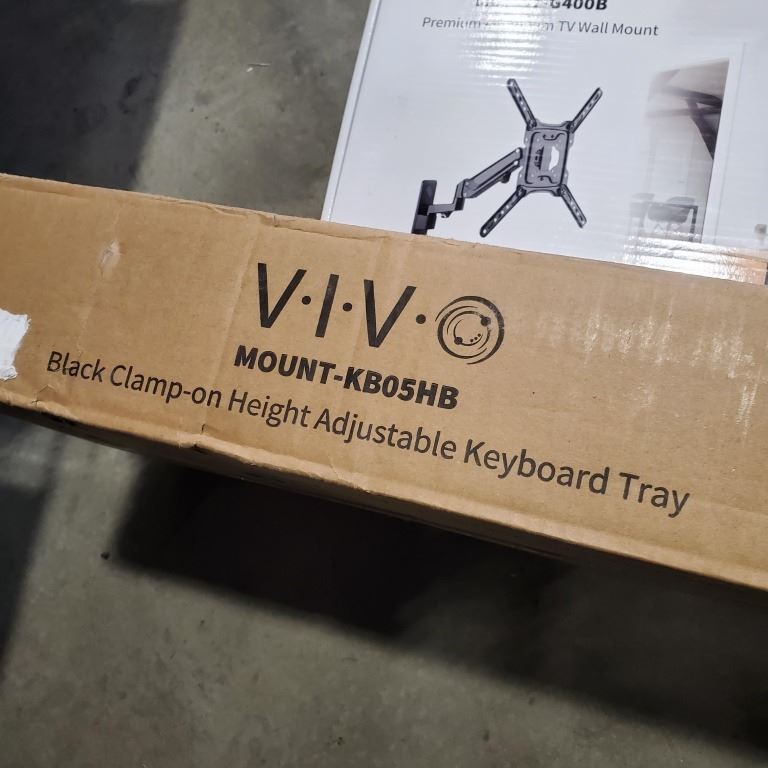 G400B
Premium TV Wall Mount
V·I·V·O
MOUNT-KB05HB
Black Clamp-on Height Adjustable Keyboard Tray